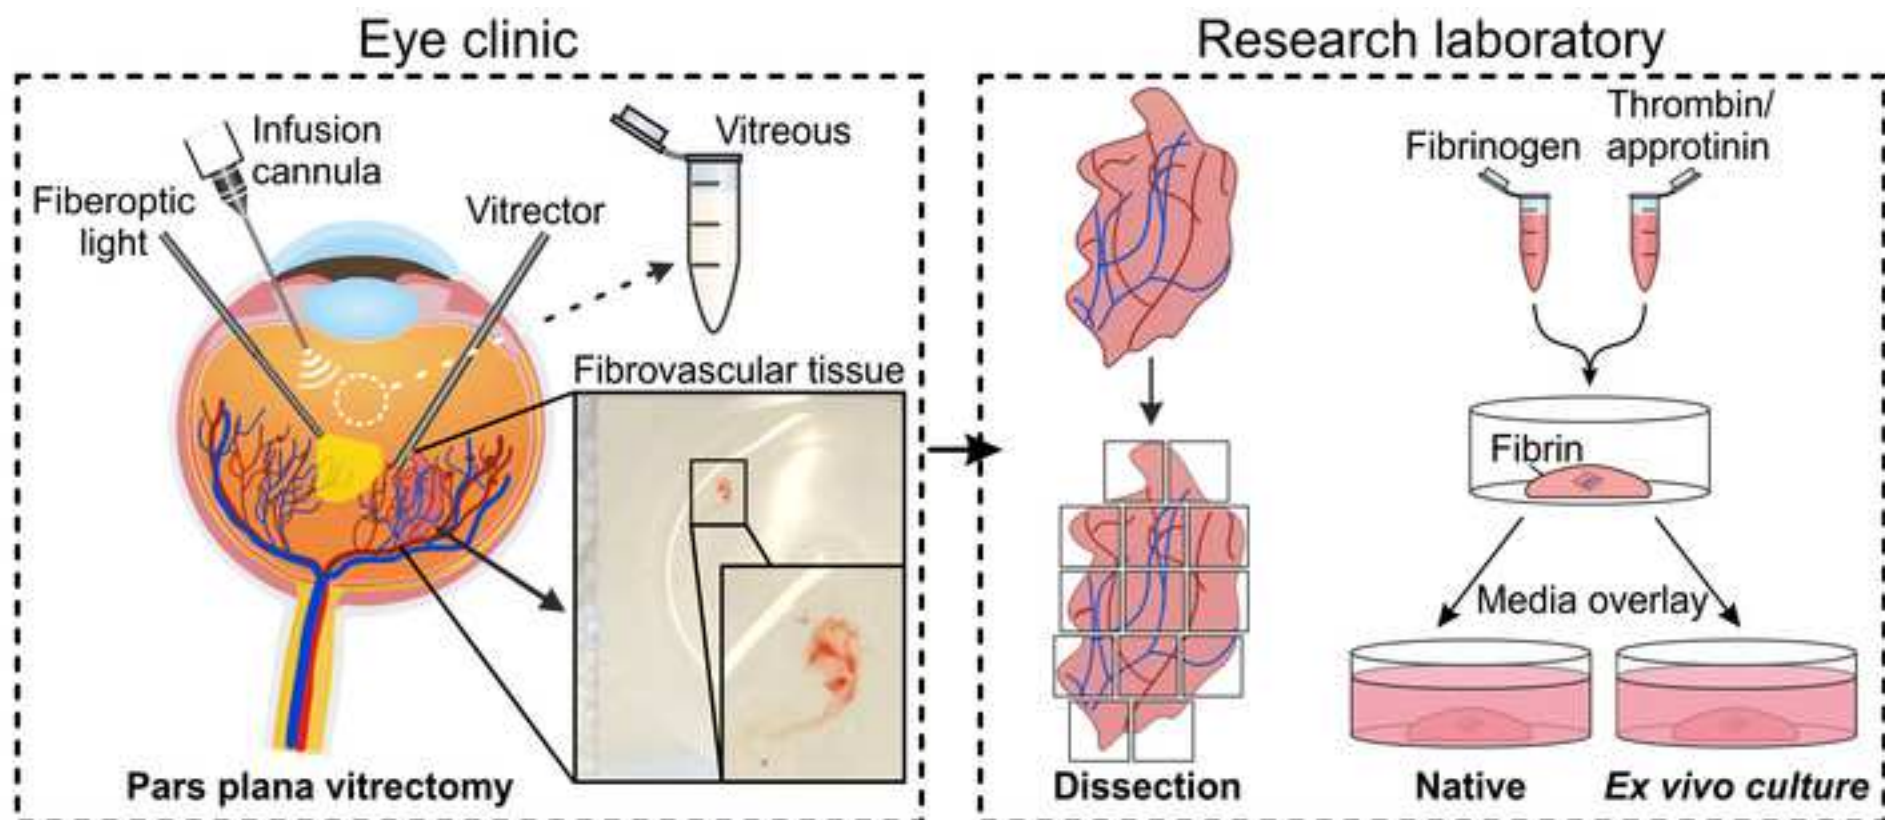 Eye clinic
Infusion
cannula
Fiberoptic
light
Vitrector
Vitreous
Fibrovascular tissue
Pars plana vitrectomy
Research laboratory
Fibrinogen
Thrombin/
approtinin
Fibrin
Media overlay
Dissection
Native
Ex vivo culture